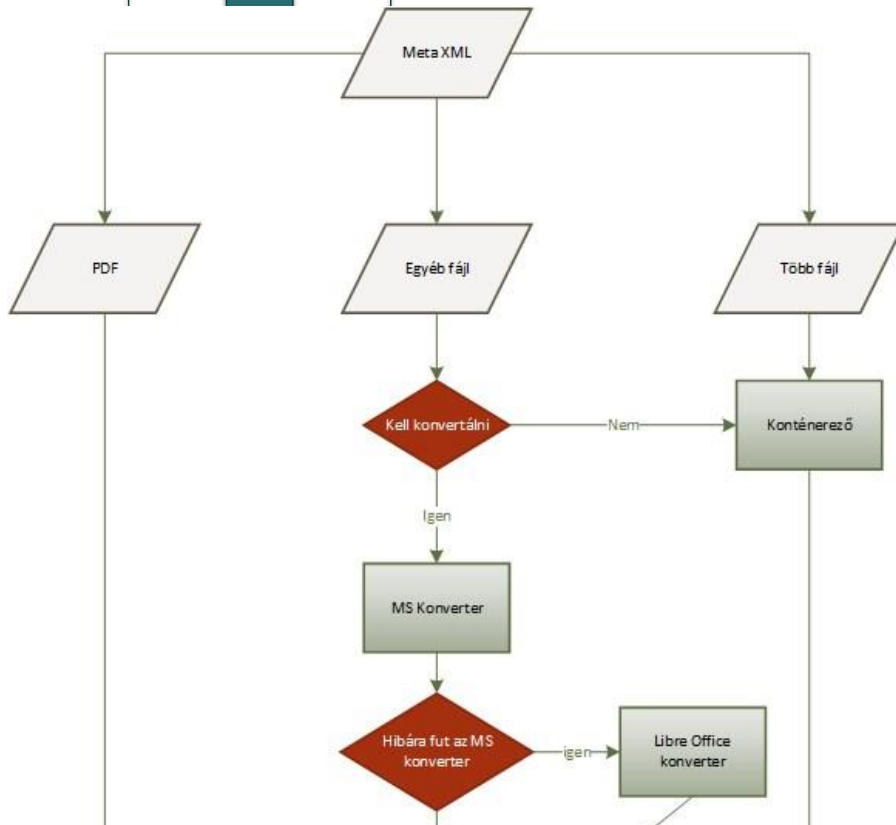 Meta XML
PDF
Egyéb fájl
Több fájl
Kell konvertálni
Nem
Konténerező
Igen
MS Konverter
Hibára fut az MS
konverter
igen
Libre Office
konverter